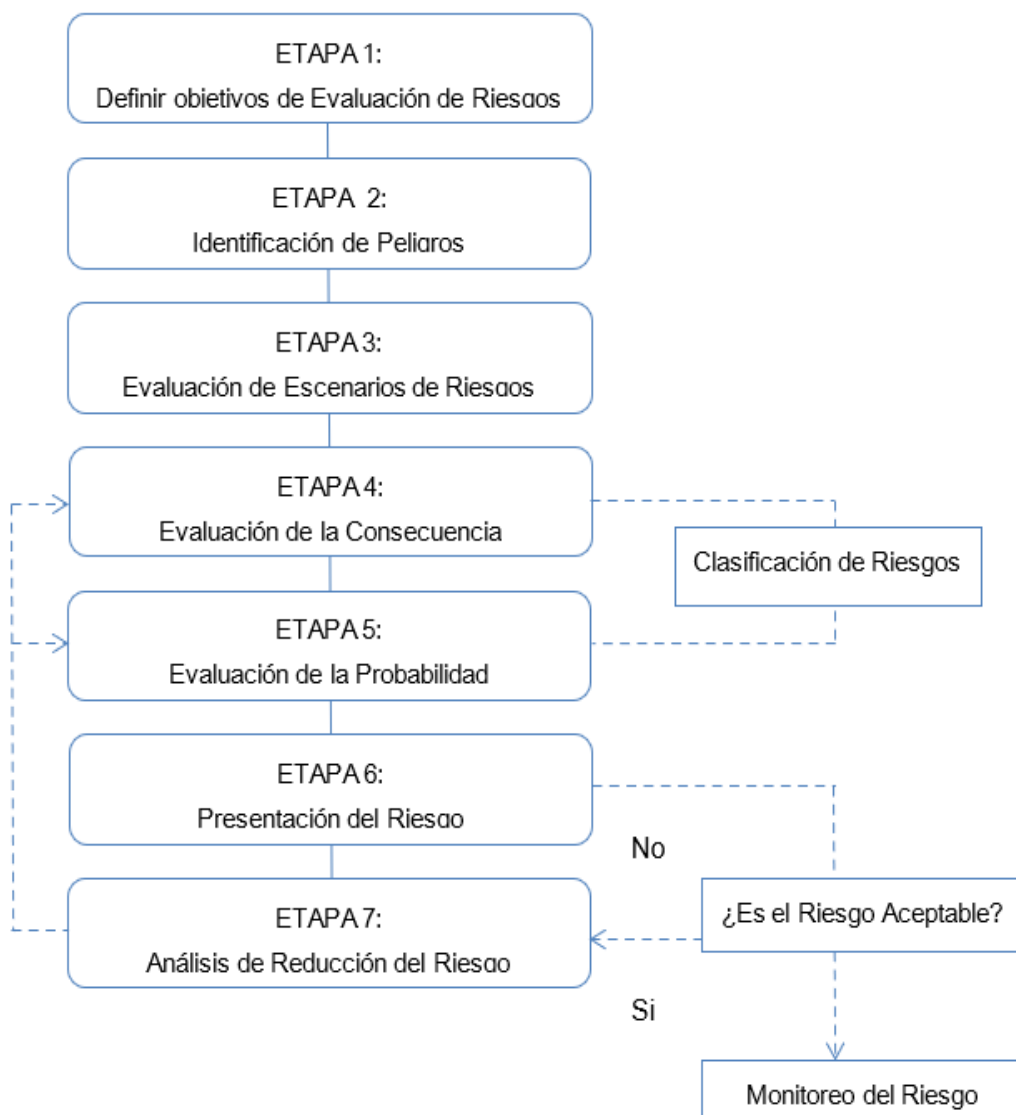 ETAPA 1:
Definir objetivos de Evaluación de Riesgos
ETAPA 2:
Identificación de Peligros
ETAPA 3:
Evaluación de Escenarios de Riesgos
ETAPA 4:
Evaluación de la Consecuencia
Clasificación de Riesgos
ETAPA 5:
Evaluación de la Probabilidad
ETAPA 6:
Presentación del Riesgo
No
¿Es el Riesgo Aceptable?
ETAPA 7:
Análisis de Reducción del Riesgo
Si
Monitoreo del Riesgo